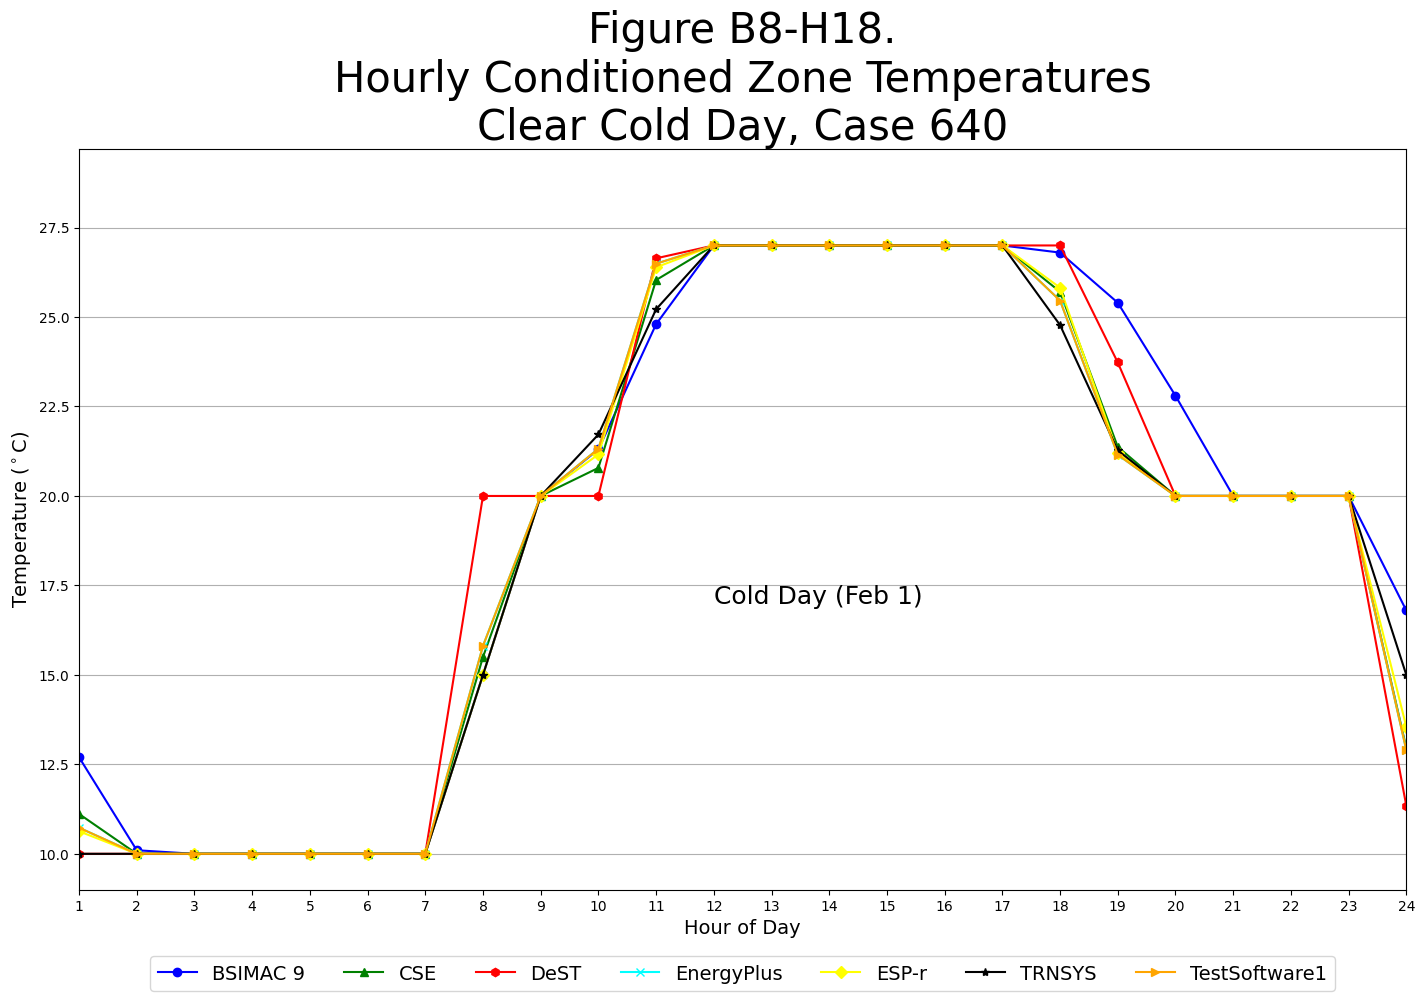 Figure B8-H18.
Hourly Conditioned Zone Temperatures
Clear Cold Day, Case 640
27.5
25.0
22.5
20.0
17.5
15.0
12.5
10.0
Temperature (°C)
Cold Day (Feb 1)
1 2 3 4 5 6 7 8 9 10 11 12 13 14 15 16 17 18 19 20 21 22 23 24
Hour of Day
BSIMAC 9 CSE DeST EnergyPlus ESP-r TRNSYS TestSoftware1